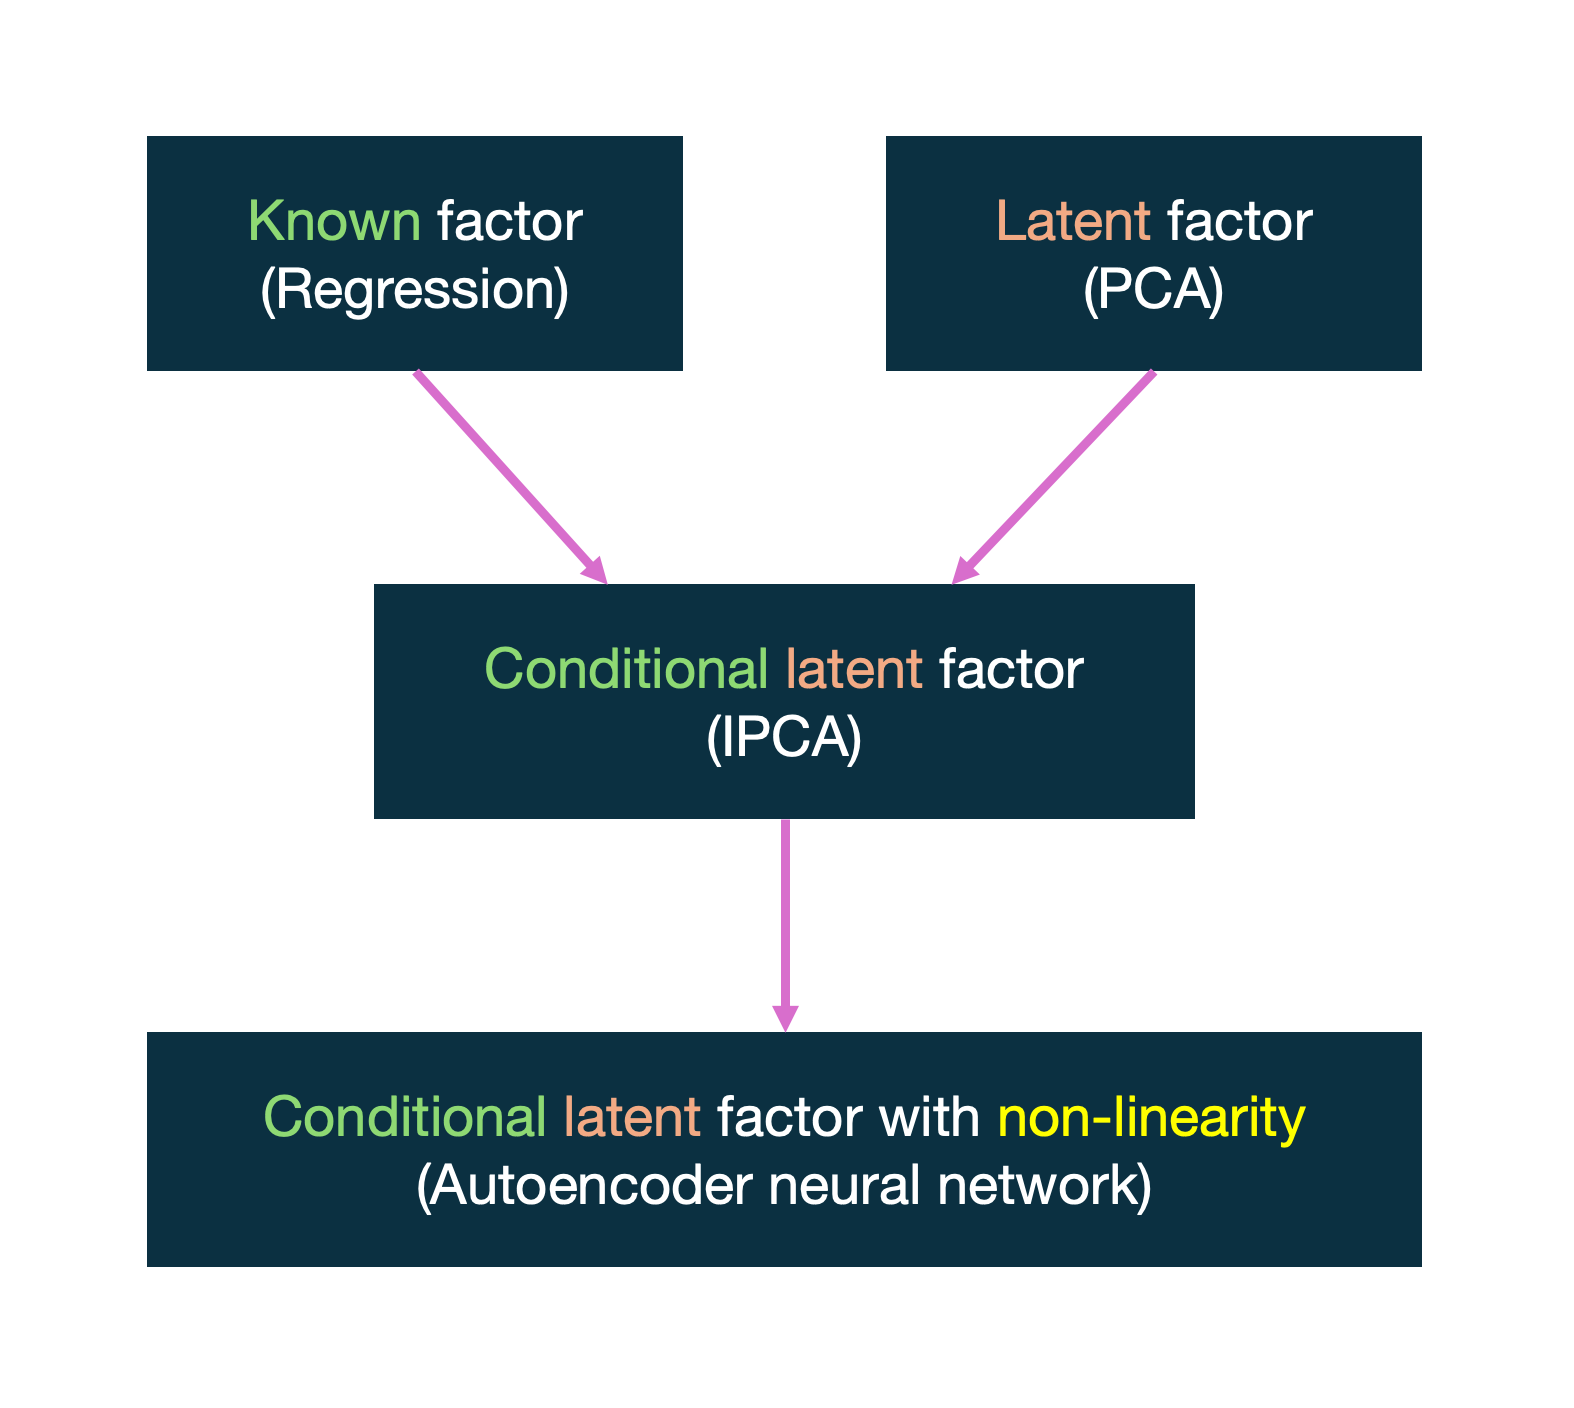 Known factor
(Regression)
Latent factor
(PCA)
Conditional latent factor
(IPCA)
Conditional latent factor with non-linearity
(Autoencoder neural network)